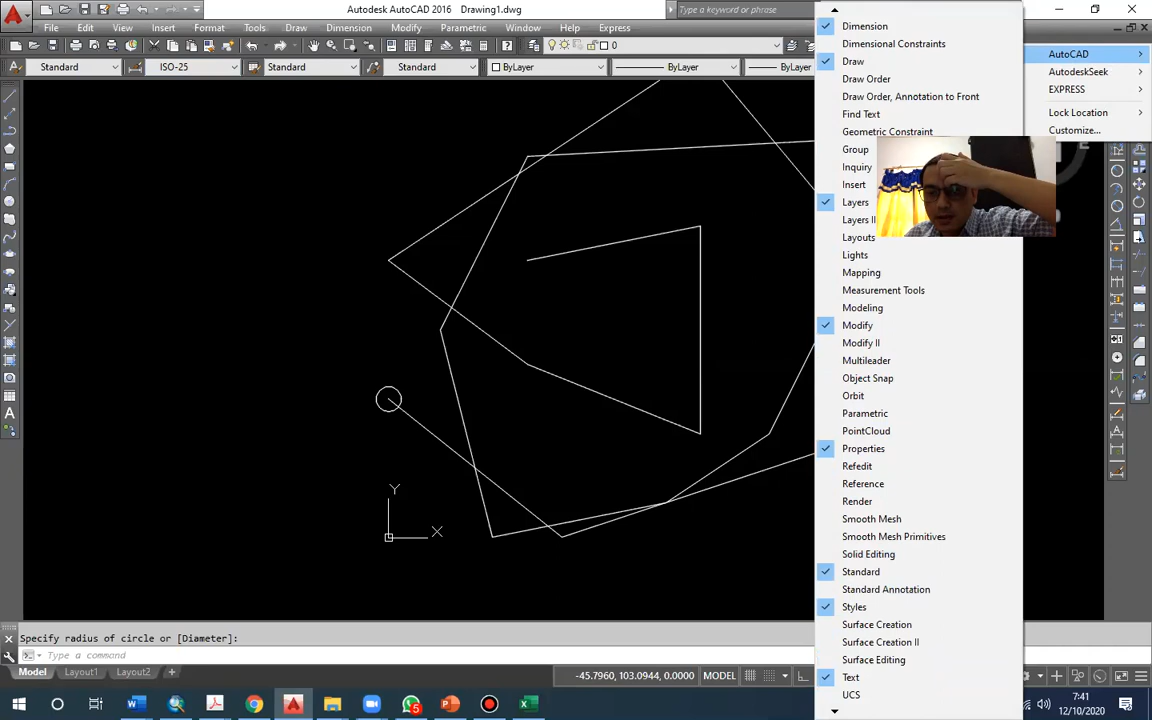 Autodesk AutoCAD 2016   Drawing1.dwg
Type a keyword or phrase
File Edit View Insert Format Tools Draw Dimension Modify Parametric Window Help Express
0
Standard ISO-25 Standard Standard ByLayer ByLayer ByLayer
Dimension
Dimensional Constraints
Draw
Draw Order
Draw Order, Annotation to Front
Find Text
Geometric Constraint
Group
Inquiry
Insert
Layers
Layers II
Layouts
Lights
Mapping
Measurement Tools
Modeling
Modify
Modify II
Multileader
Object Snap
Orbit
Parametric
PointCloud
Properties
Refedit
Reference
Render
Smooth Mesh
Smooth Mesh Primitives
Solid Editing
Standard
Standard Annotation
Styles
Surface Creation
Surface Creation II
Surface Editing
Text
UCS
AutoCAD
AutodeskSeek
EXPRESS
Lock Location
Customize...
E
Y
X
Specify radius of circle or [Diameter]:
Type a command
Model Layout1 Layout2 +
-45.7960, 103.0944, 0.0000 MODEL
5
7:41
12/10/2020